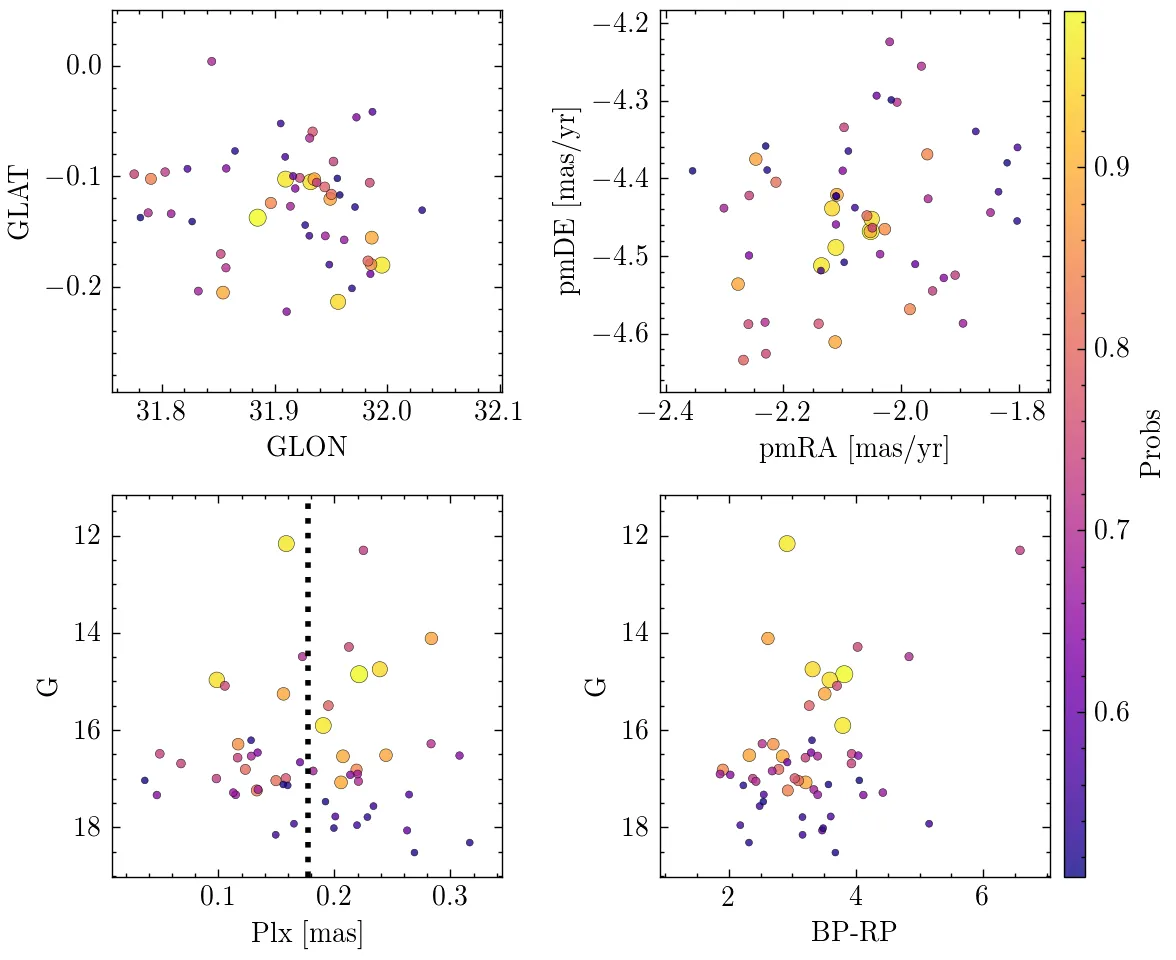 0.0
−0.1
−0.2
GLAT
31.8 31.9 32.0 32.1
GLON
−4.2
−4.3
−4.4
−4.5
−4.6
pmDE [mas/yr]
−2.4 −2.2 −2.0 −1.8
pmRA [mas/yr]
12
14
16
18
G
0.1 0.2 0.3
Plx [mas]
12
14
16
18
G
2 4 6
BP-RP
0.9
0.8
0.7
0.6
Probs